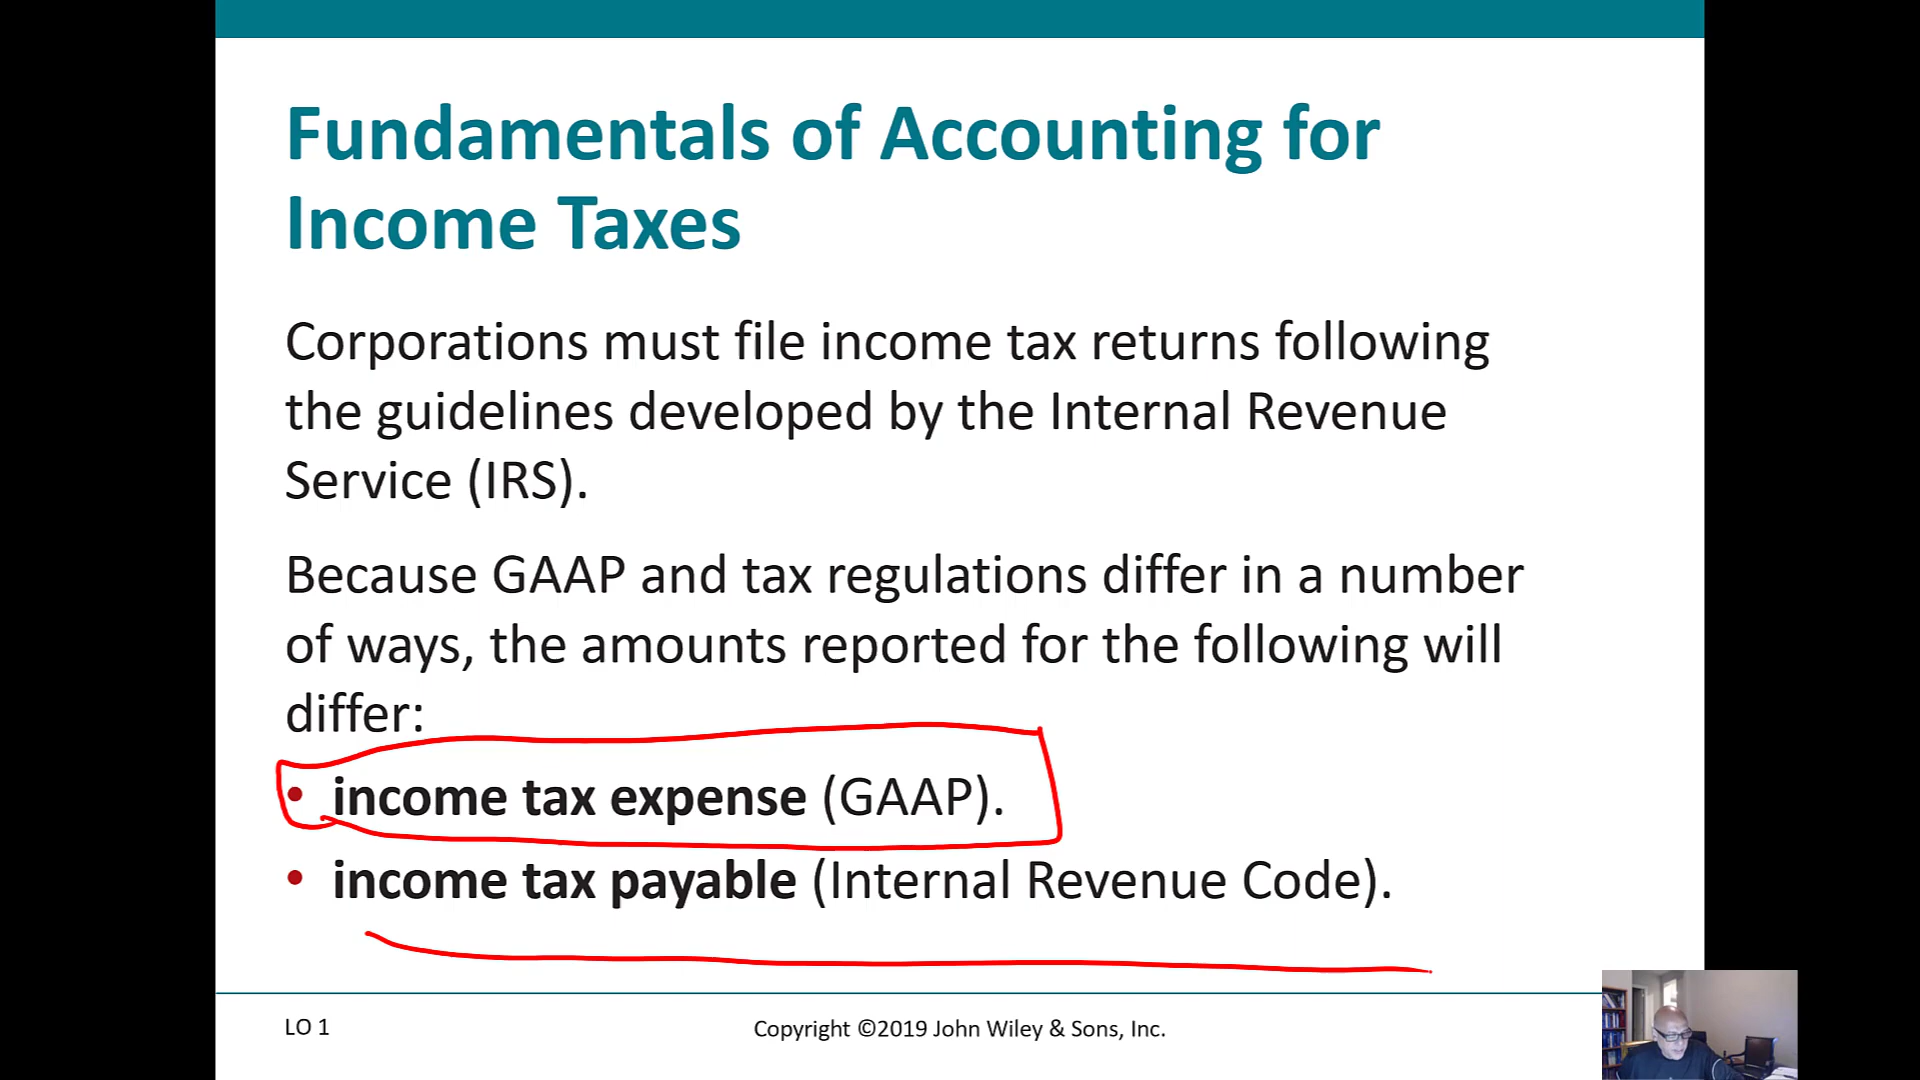 Fundamentals of Accounting for
Income Taxes
Corporations must file income tax returns following
the guidelines developed by the Internal Revenue
Service (IRS).
Because GAAP and tax regulations differ in a number
of ways, the amounts reported for the following will
differ:
• income tax expense (GAAP).
• income tax payable (Internal Revenue Code).
LO 1
Copyright ©2019 John Wiley & Sons, Inc.